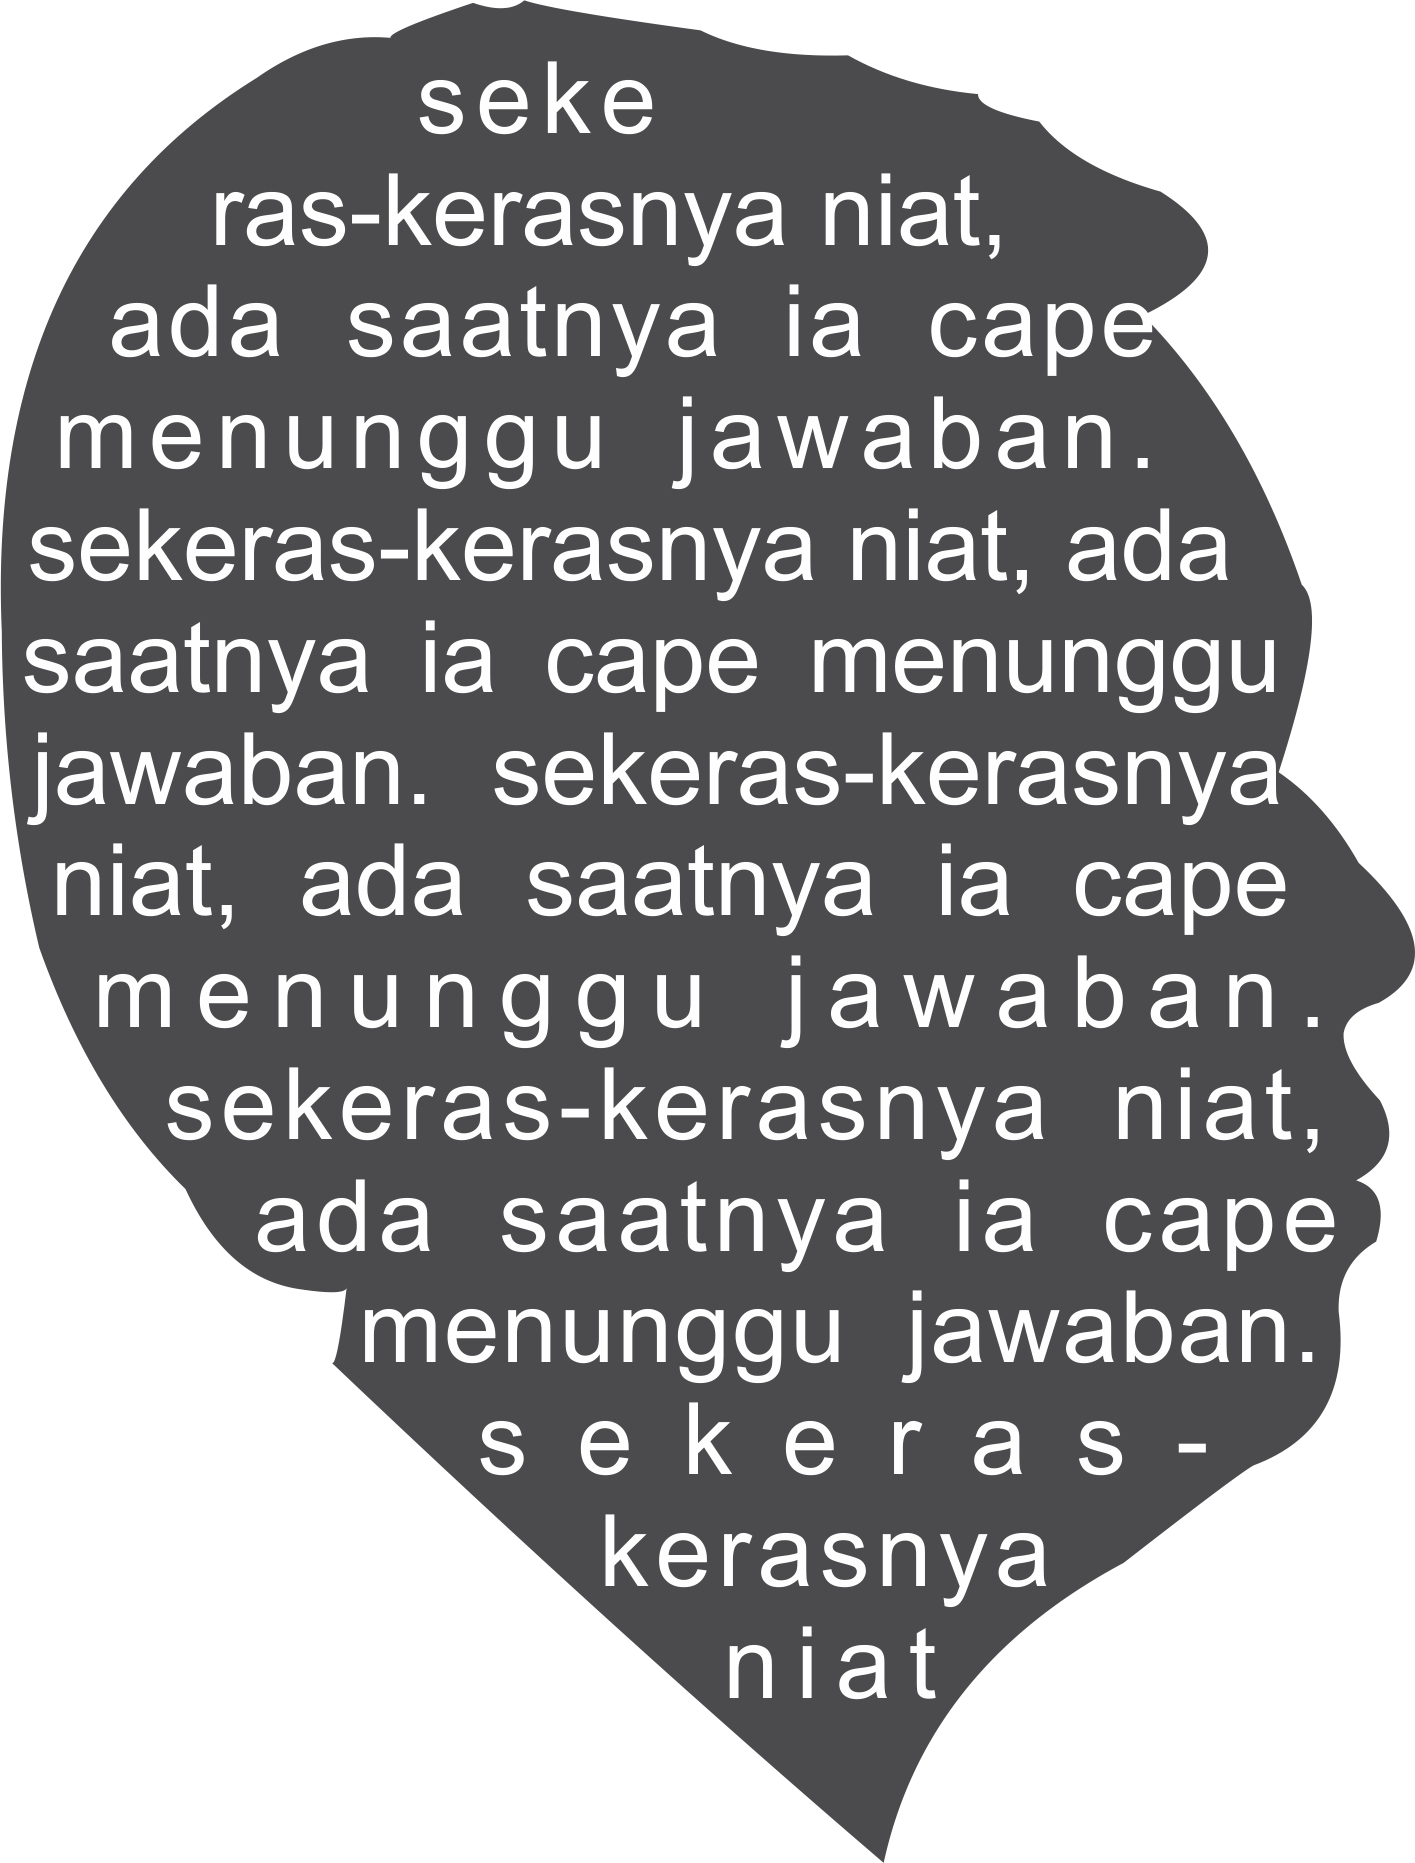 seke
ras-kerasnya niat,
ada saatnya ia cape
menunggu jawaban.
sekeras-kerasnya niat, ada
saatnya ia cape menunggu
jawaban. sekeras-kerasnya
niat, ada saatnya ia cape
menunggu jawaban.
sekeras-kerasnya niat,
ada saatnya ia cape
menunggu jawaban.
sekeras-
kerasnya
niat